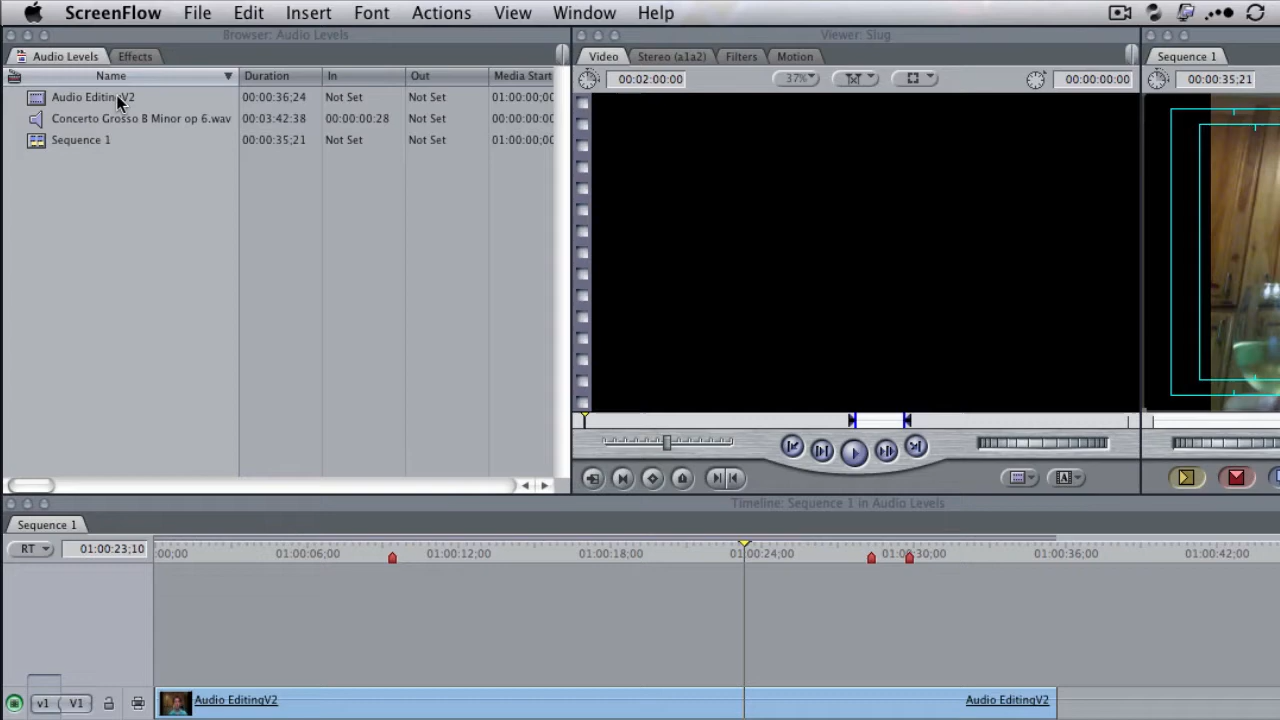 ScreenFlow File Edit Insert Font Actions View Window Help
Browser: Audio Levels
Viewer: Slug
Audio Levels Effects
Video Stereo (a1a2) Filters Motion
Sequence 1
Name Duration In Out Media Start
00:02:00:00 37% 00:00:00:00
00:00:35;21
Audio EditingV2 00:00:36;24 Not Set Not Set 01:00:00;00
Concerto Grosso B Minor op 6.wav 00:03:42:38 00:00:00:28 Not Set 00:00:00:00
Sequence 1 00:00:35;21 Not Set Not Set 01:00:00;00
A
Timeline: Sequence 1 in Audio Levels
Sequence 1
RT 01:00:23;10
:00;00 01:00:06;00 01:00:12;00 01:00:18;00 01:00:24;00 01:00:30;00 01:00:36;00 01:00:42;00
v1 V1 Audio EditingV2 Audio EditingV2